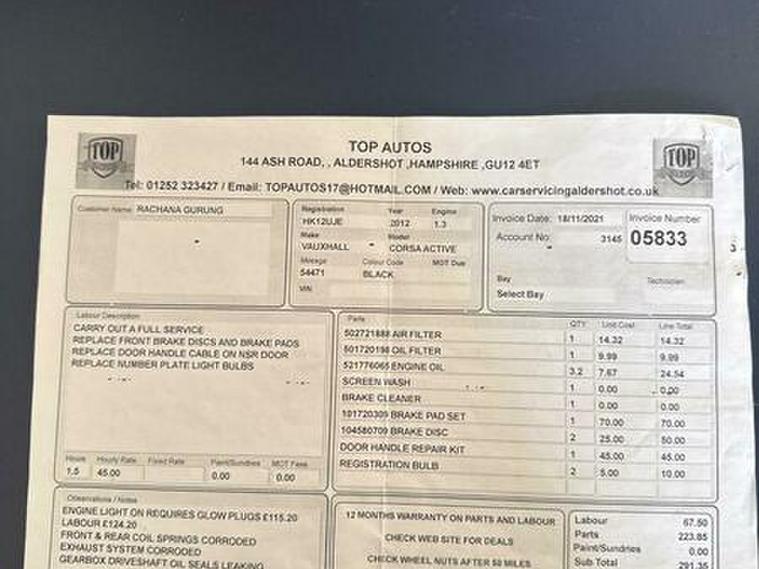 TOP
TOP AUTOS
144 ASH ROAD, , ALDERSHOT ,HAMPSHIRE ,GU12 4ET
TOP
Tel: 01252 323427 / Email: TOPAUTOS17@HOTMAIL.COM / Web: www.carservicingaldershot.co.uk
Customer Name RACHANA GURUNG
Registration Year Engine
HK12UJE 2012 1.3
Make Model
VAUXHALL CORSA ACTIVE
Mileage Colour Code MOT Due
54471 BLACK
VIN
Invoice Date: 18/11/2021 Invoice Number
Account No: 3145 05833
Bay Technician
Select Bay
Labour Description
CARRY OUT A FULL SERVICE
REPLACE FRONT BRAKE DISCS AND BRAKE PADS
REPLACE DOOR HANDLE CABLE ON NSR DOOR
REPLACE NUMBER PLATE LIGHT BULBS
Hours Hourly Rate Fixed Rate Paint/Sundries MOT Fees
1.5 45.00 0.00 0.00
Parts QTY Unit Cost Line Total
502721888 AIR FILTER 1 14.32 14.32
501720198 OIL FILTER 1 9.99 9.99
521776065 ENGINE OIL 3.2 7.67 24.54
SCREEN WASH 1 0.00 0.00
BRAKE CLEANER 1 0.00 0.00
101720309 BRAKE PAD SET 1 70.00 70.00
104580709 BRAKE DISC 2 25.00 50.00
DOOR HANDLE REPAIR KIT 1 45.00 45.00
REGISTRATION BULB 2 5.00 10.00
Observations / Notes
ENGINE LIGHT ON REQUIRES GLOW PLUGS £115.20
LABOUR £124.20
FRONT & REAR COIL SPRINGS CORRODED
EXHAUST SYSTEM CORRODED
GEARBOX DRIVESHAFT OIL SEALS LEAKING
12 MONTHS WARRANTY ON PARTS AND LABOUR
CHECK WEB SITE FOR DEALS
CHECK WHEEL NUTS AFTER 50 MILES
Labour 67.50
Parts 223.85
Paint/Sundries 0.00
Sub Total 291.35